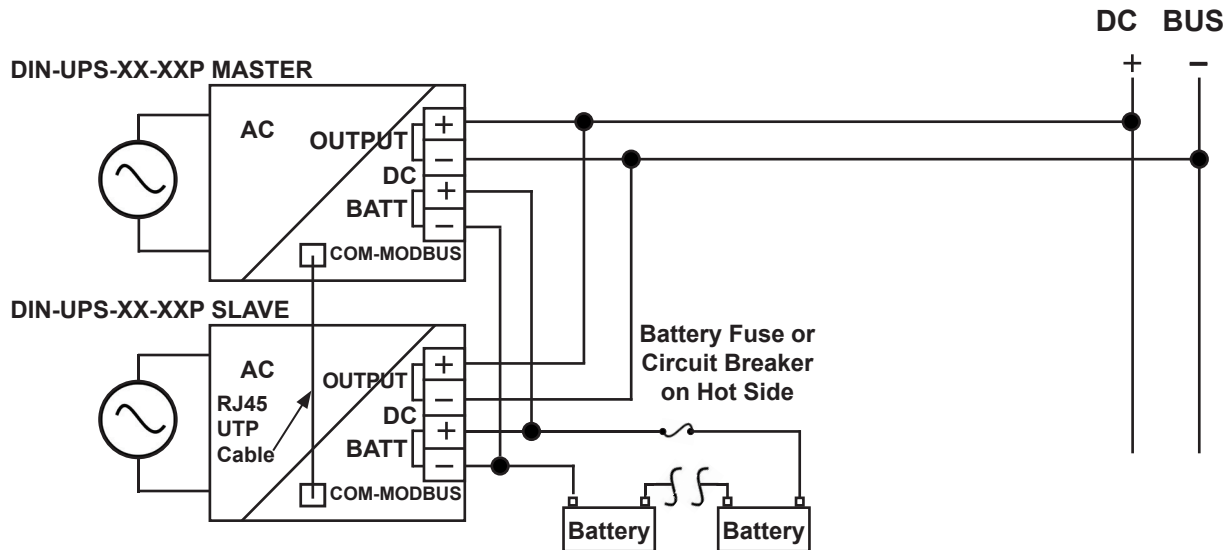 DC BUS
+ −
DIN-UPS-XX-XXP MASTER
AC
OUTPUT
+
−
DC
BATT
+
−
COM-MODBUS
DIN-UPS-XX-XXP SLAVE
AC
OUTPUT
+
−
DC
BATT
+
−
RJ45
UTP
Cable
COM-MODBUS
Battery Fuse or
Circuit Breaker
on Hot Side
Battery
Battery